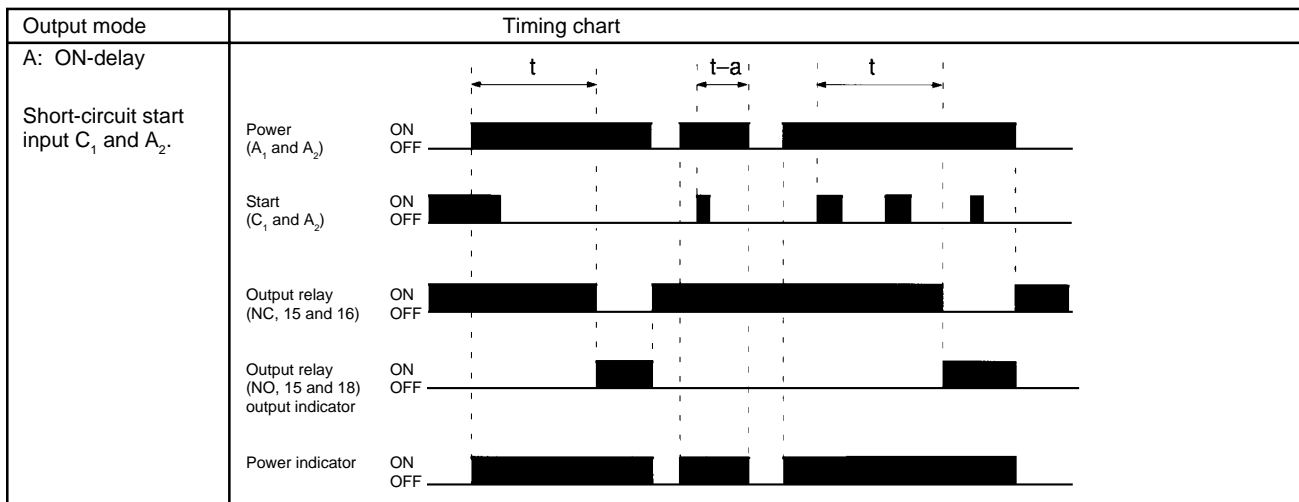 Output mode
Timing chart
A: ON-delay
Short-circuit start
input C₁ and A₂.
t
t–a
t
Power
(A₁ and A₂)
ON
OFF
Start
(C₁ and A₂)
ON
OFF
Output relay
(NC, 15 and 16)
ON
OFF
Output relay
(NO, 15 and 18)
output indicator
ON
OFF
Power indicator
ON
OFF